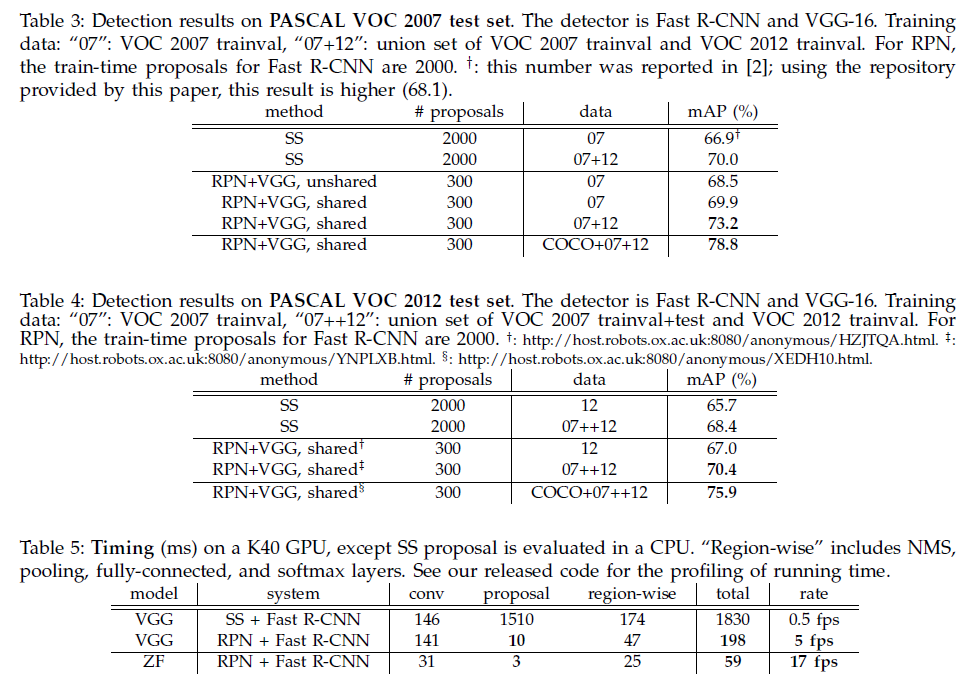 Table 3: Detection results on PASCAL VOC 2007 test set. The detector is Fast R-CNN and VGG-16. Training
data: “07”: VOC 2007 trainval, “07+12”: union set of VOC 2007 trainval and VOC 2012 trainval. For RPN,
the train-time proposals for Fast R-CNN are 2000. †: this number was reported in [2]; using the repository
provided by this paper, this result is higher (68.1).
method # proposals data mAP (%)
SS 2000 07 66.9†
SS 2000 07+12 70.0
RPN+VGG, unshared 300 07 68.5
RPN+VGG, shared 300 07 69.9
RPN+VGG, shared 300 07+12 73.2
RPN+VGG, shared 300 COCO+07+12 78.8
Table 4: Detection results on PASCAL VOC 2012 test set. The detector is Fast R-CNN and VGG-16. Training
data: “07”: VOC 2007 trainval, “07++12”: union set of VOC 2007 trainval+test and VOC 2012 trainval. For
RPN, the train-time proposals for Fast R-CNN are 2000. †: http://host.robots.ox.ac.uk:8080/anonymous/HZJTQA.html. ‡:
http://host.robots.ox.ac.uk:8080/anonymous/YNPLXB.html. §: http://host.robots.ox.ac.uk:8080/anonymous/XEDH10.html.
method # proposals data mAP (%)
SS 2000 12 65.7
SS 2000 07++12 68.4
RPN+VGG, shared† 300 12 67.0
RPN+VGG, shared‡ 300 07++12 70.4
RPN+VGG, shared§ 300 COCO+07++12 75.9
Table 5: Timing (ms) on a K40 GPU, except SS proposal is evaluated in a CPU. “Region-wise” includes NMS,
pooling, fully-connected, and softmax layers. See our released code for the profiling of running time.
model system conv proposal region-wise total rate
VGG SS + Fast R-CNN 146 1510 174 1830 0.5 fps
VGG RPN + Fast R-CNN 141 10 47 198 5 fps
ZF RPN + Fast R-CNN 31 3 25 59 17 fps